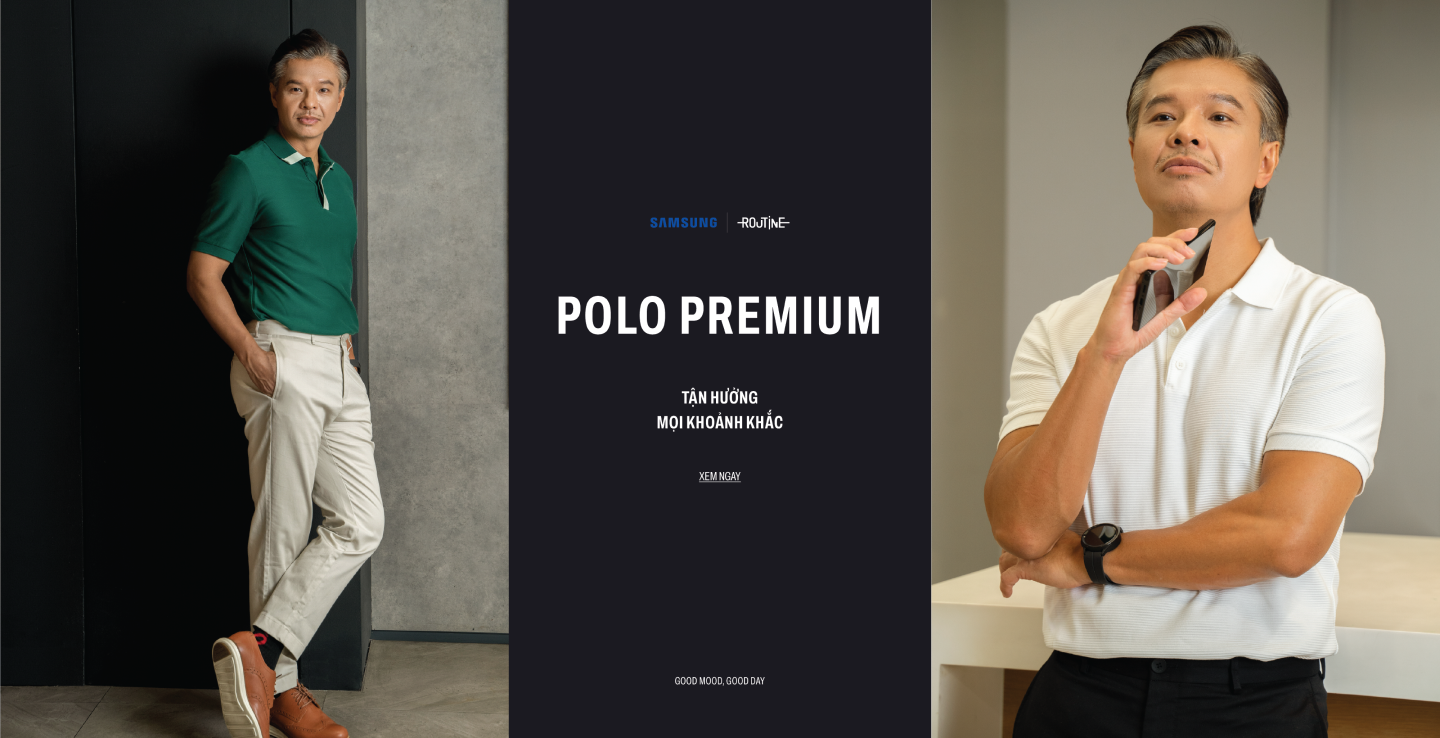 SAMSUNG
ROUTINE
POLO PREMIUM
TẬN HƯỞNG
MỌI KHOẢNH KHẮC
XEM NGAY
GOOD MOOD, GOOD DAY